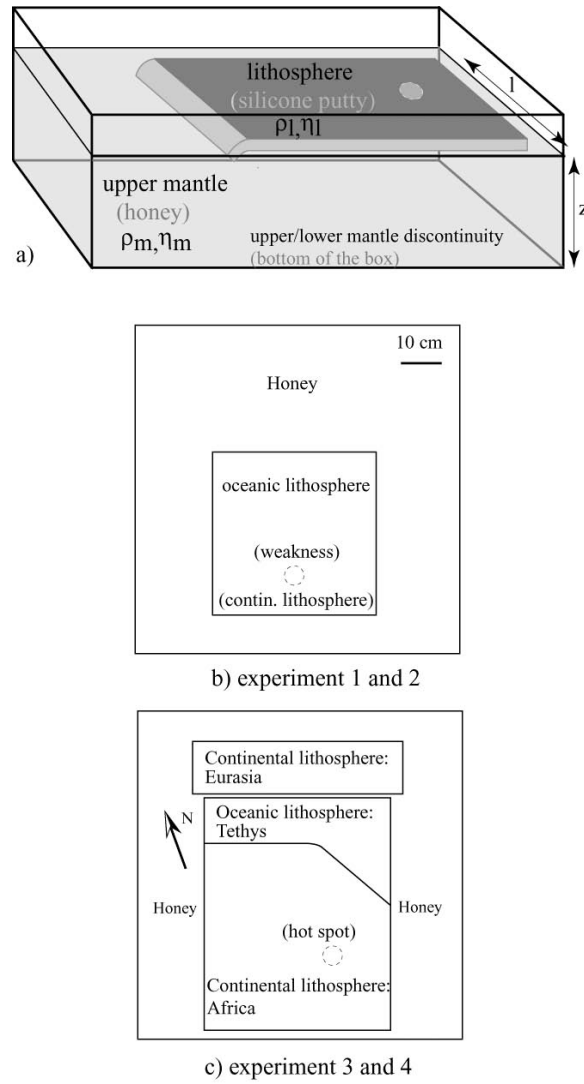 lithosphere
(silicone putty)
ρl,ηl
l
upper mantle
(honey)
ρm,ηm
z
upper/lower mantle discontinuity
(bottom of the box)
a)
10 cm
Honey
oceanic lithosphere
(weakness)
(contin. lithosphere)
b) experiment 1 and 2
Continental lithosphere:
Eurasia
Oceanic lithosphere:
Tethys
N
Honey
Honey
(hot spot)
Continental lithosphere:
Africa
c) experiment 3 and 4